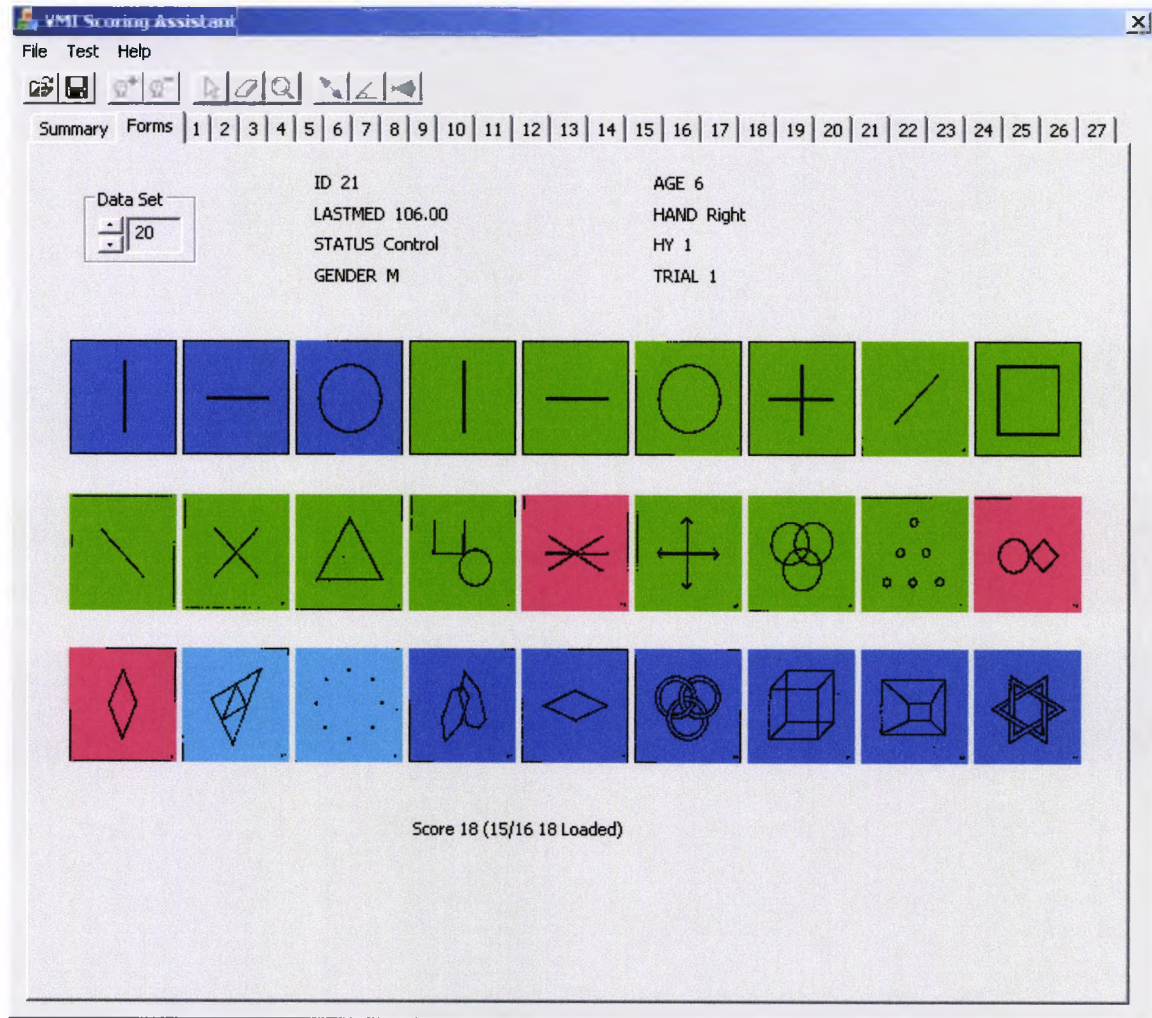 VMI Scoring Assistant
File Test Help
Summary Forms 1 2 3 4 5 6 7 8 9 10 11 12 13 14 15 16 17 18 19 20 21 22 23 24 25 26 27
Data Set
20
ID 21
LASTMED 106.00
STATUS Control
GENDER M
AGE 6
HAND Right
HY 1
TRIAL 1
Score 18 (15/16 18 Loaded)